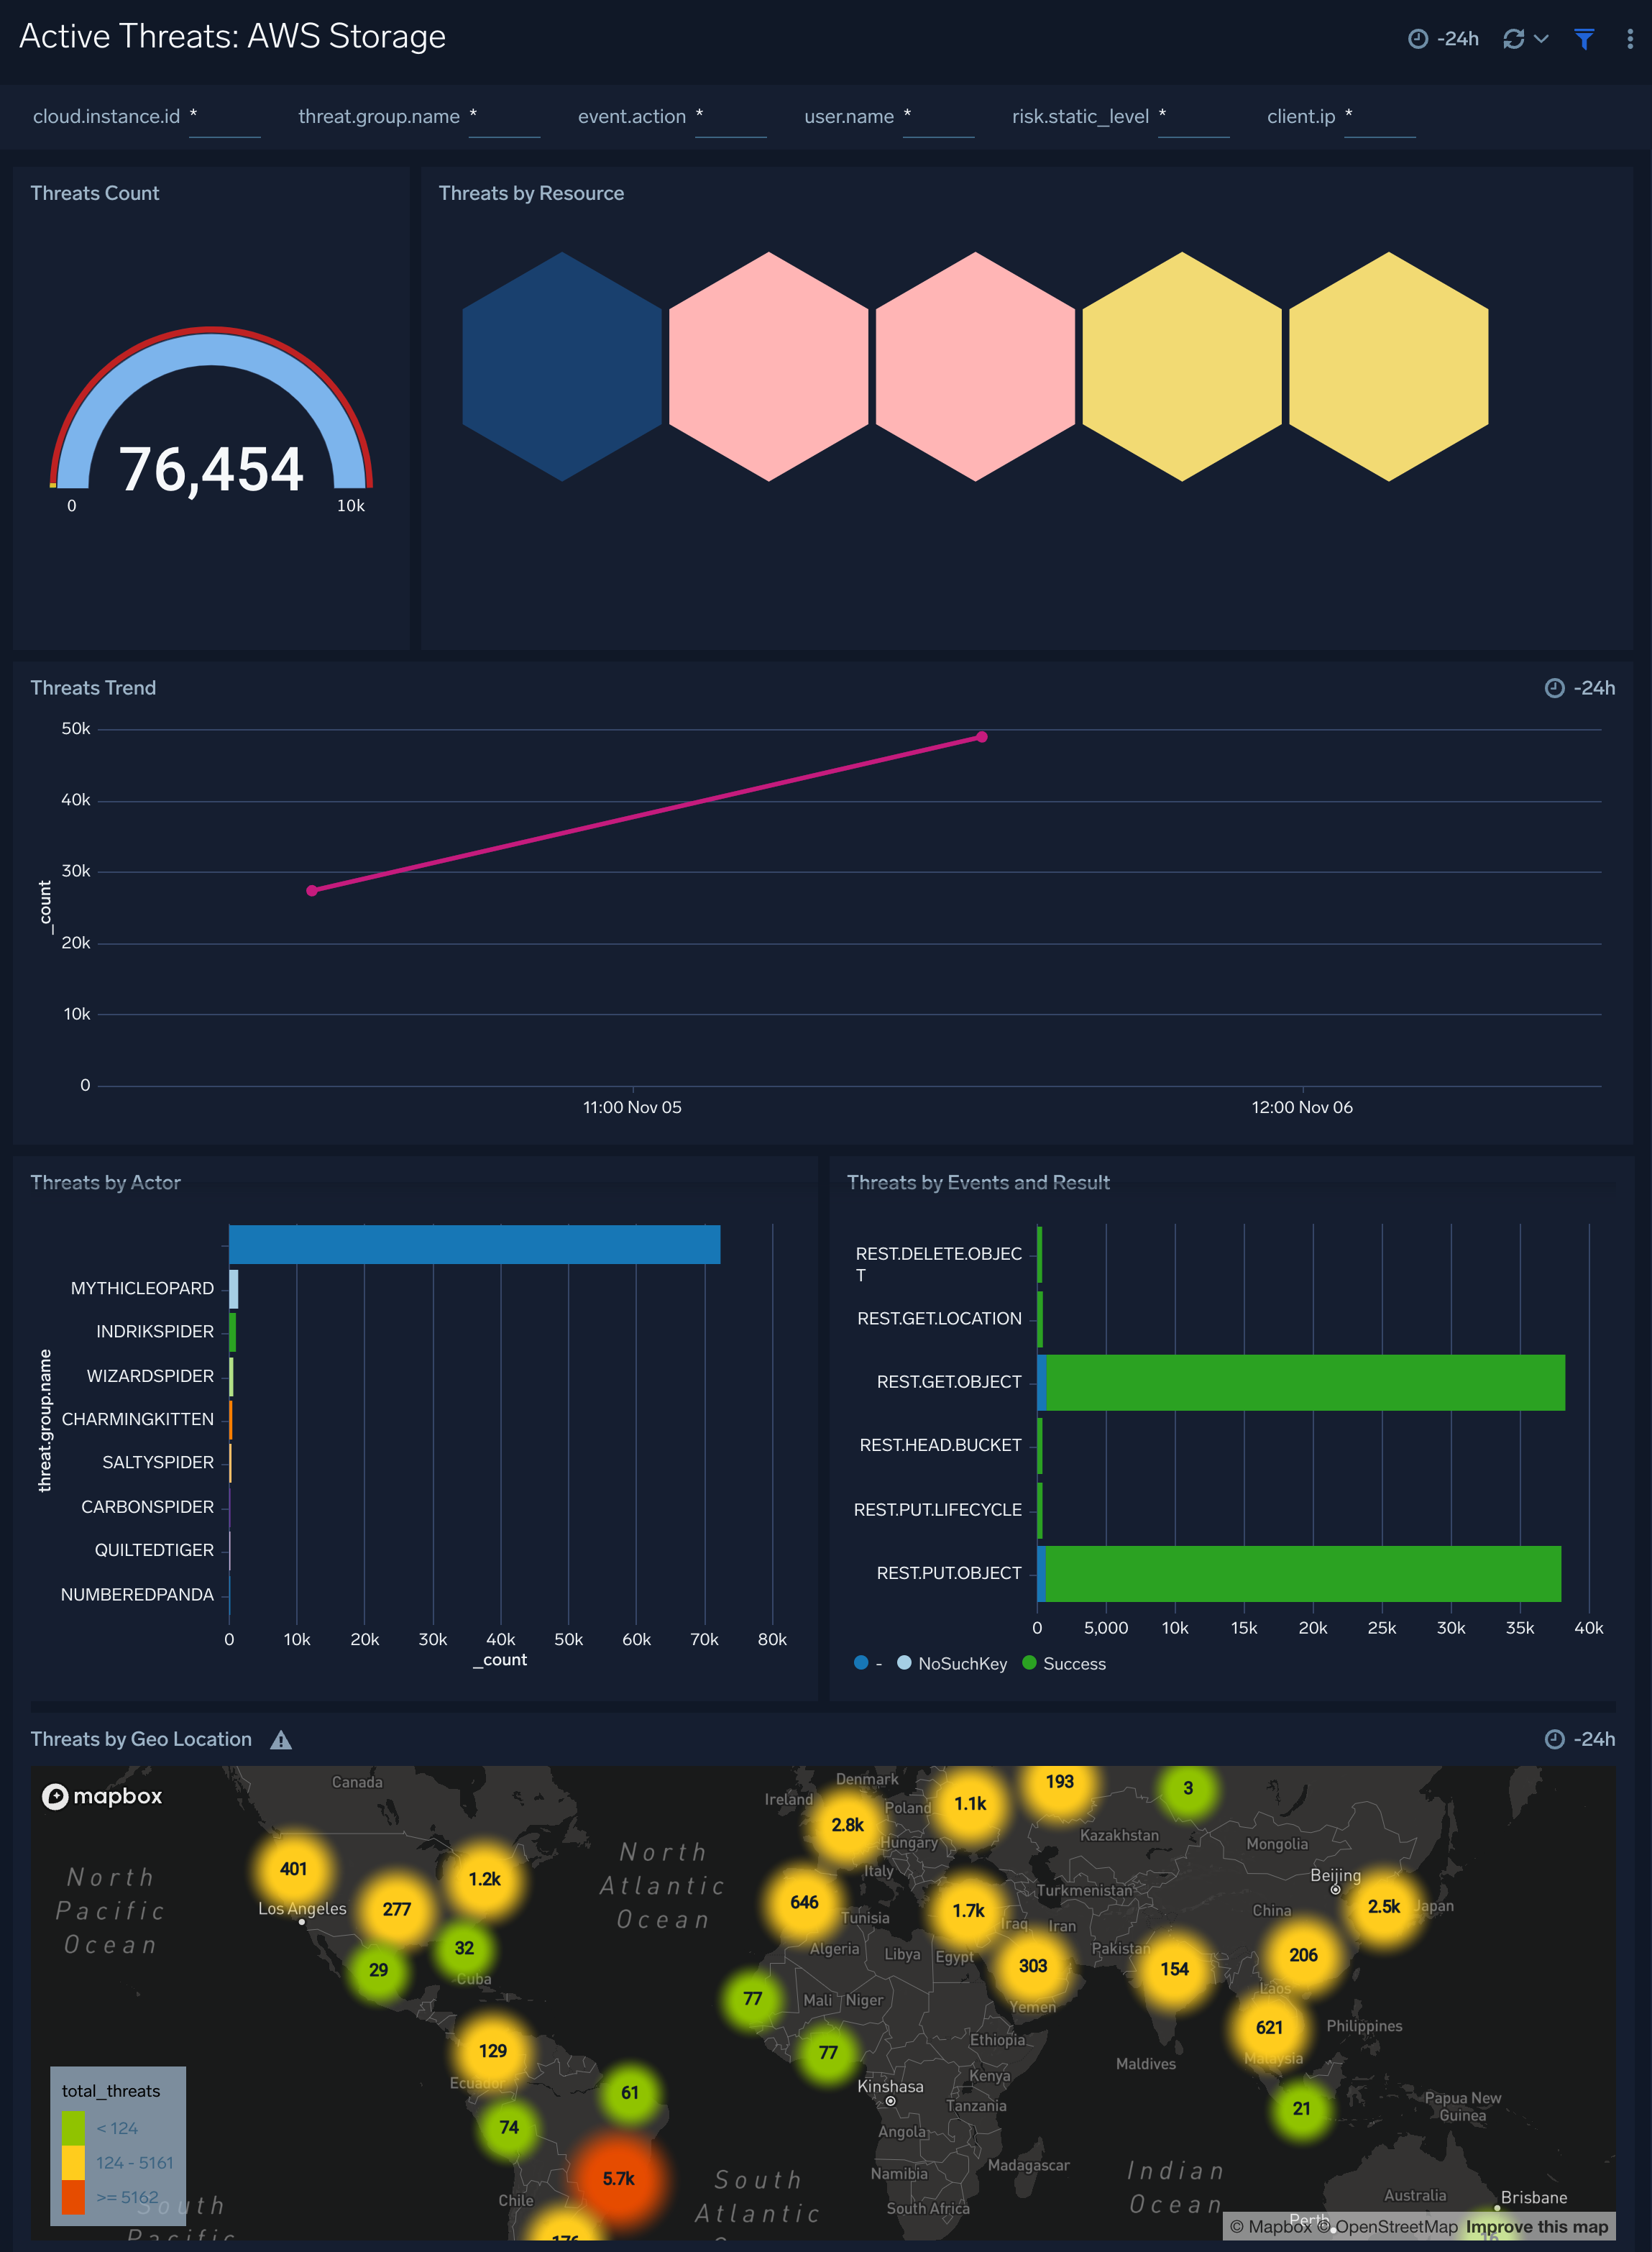 Active Threats: AWS Storage
-24h
cloud.instance.id *
threat.group.name *
event.action *
user.name *
risk.static_level *
client.ip *
Threats Count
76,454
0
10k
Threats by Resource
Threats Trend
-24h
50k
40k
30k
20k
10k
0
_count
11:00 Nov 05
12:00 Nov 06
Threats by Actor
threat.group.name
MYTHICLEOPARD
INDRIKSPIDER
WIZARDSPIDER
CHARMINGKITTEN
SALTYSPIDER
CARBONSPIDER
QUILTEDTIGER
NUMBEREDPANDA
0 10k 20k 30k 40k 50k 60k 70k 80k
_count
Threats by Events and Result
REST.DELETE.OBJEC
T
REST.GET.LOCATION
REST.GET.OBJECT
REST.HEAD.BUCKET
REST.PUT.LIFECYCLE
REST.PUT.OBJECT
0 5,000 10k 15k 20k 25k 30k 35k 40k
- NoSuchKey Success
Threats by Geo Location
-24h
mapbox
Canada
Denmark
193
3
Ireland
Poland
1.1k
2.8k
Kazakhstan
Hungary
Mongolia
North
Atlantic
Ocean
401
1.2k
Italy
North
Pacific
Ocean
Beijing
Turkmenistan
Los Angeles
277
646
1.7k
China
2.5k
Japan
Tunisia
Iraq
Iran
32
Algeria
Libya
Egypt
Pakistan
206
29
Cuba
303
154
Laos
77
Mali
Niger
Yemen
621
Philippines
Ethiopia
129
77
Malaysia
Maldives
Ecuador
Kinshasa
Kenya
61
Tanzania
21
Papua New
Guinea
74
Angola
5.7k
Namibia
Madagascar
Indian
Ocean
South
Atlantic
Chile
South Africa
Australia
Brisbane
Perth
176
South
Pacific
total_threats
< 124
124 - 5161
>= 5162
© Mapbox © OpenStreetMap Improve this map